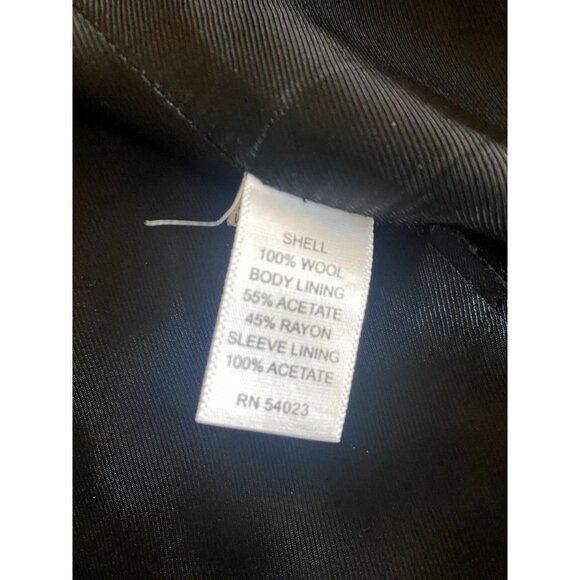 SHELL
100% WOOL
BODY LINING
55% ACETATE
45% RAYON
SLEEVE LINING
100% ACETATE
RN 54023